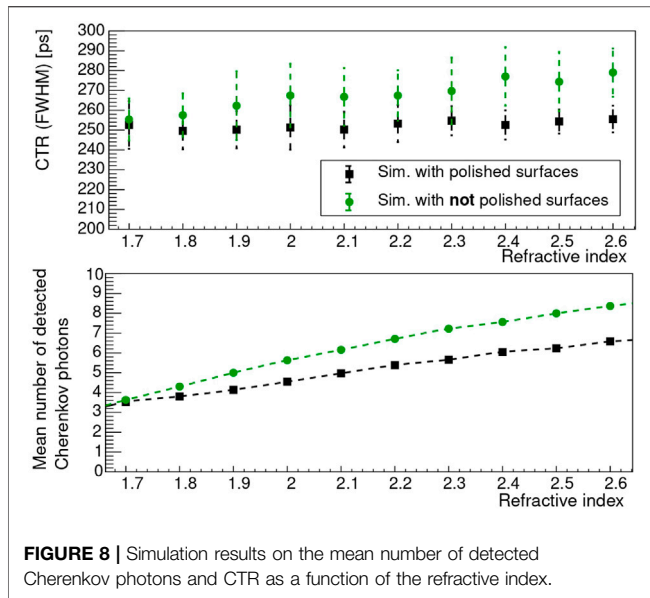 CTR (FWHM) [ps]
300
290
280
270
260
250
240
230
220
210
200
Sim. with polished surfaces
Sim. with not polished surfaces
1.7 1.8 1.9 2 2.1 2.2 2.3 2.4 2.5 2.6
Refractive index
Mean number of detected
Cherenkov photons
10
9
8
7
6
5
4
3
2
1
0
1.7 1.8 1.9 2 2.1 2.2 2.3 2.4 2.5 2.6
Refractive index
FIGURE 8 | Simulation results on the mean number of detected
Cherenkov photons and CTR as a function of the refractive index.